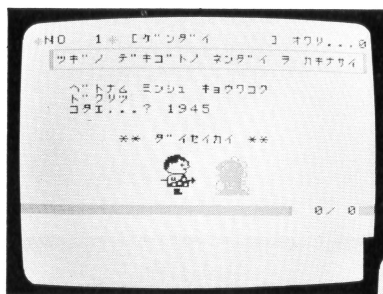 *NO 1* [ゲンダイ ] オワリ...0
ツギノ デキゴトノ ネンダイ ヲ カキナサイ
ベトナム ミンシュ キョウワコク
ドクリツ
コタエ...? 1945
** ダイセイカイ **
0/ 0